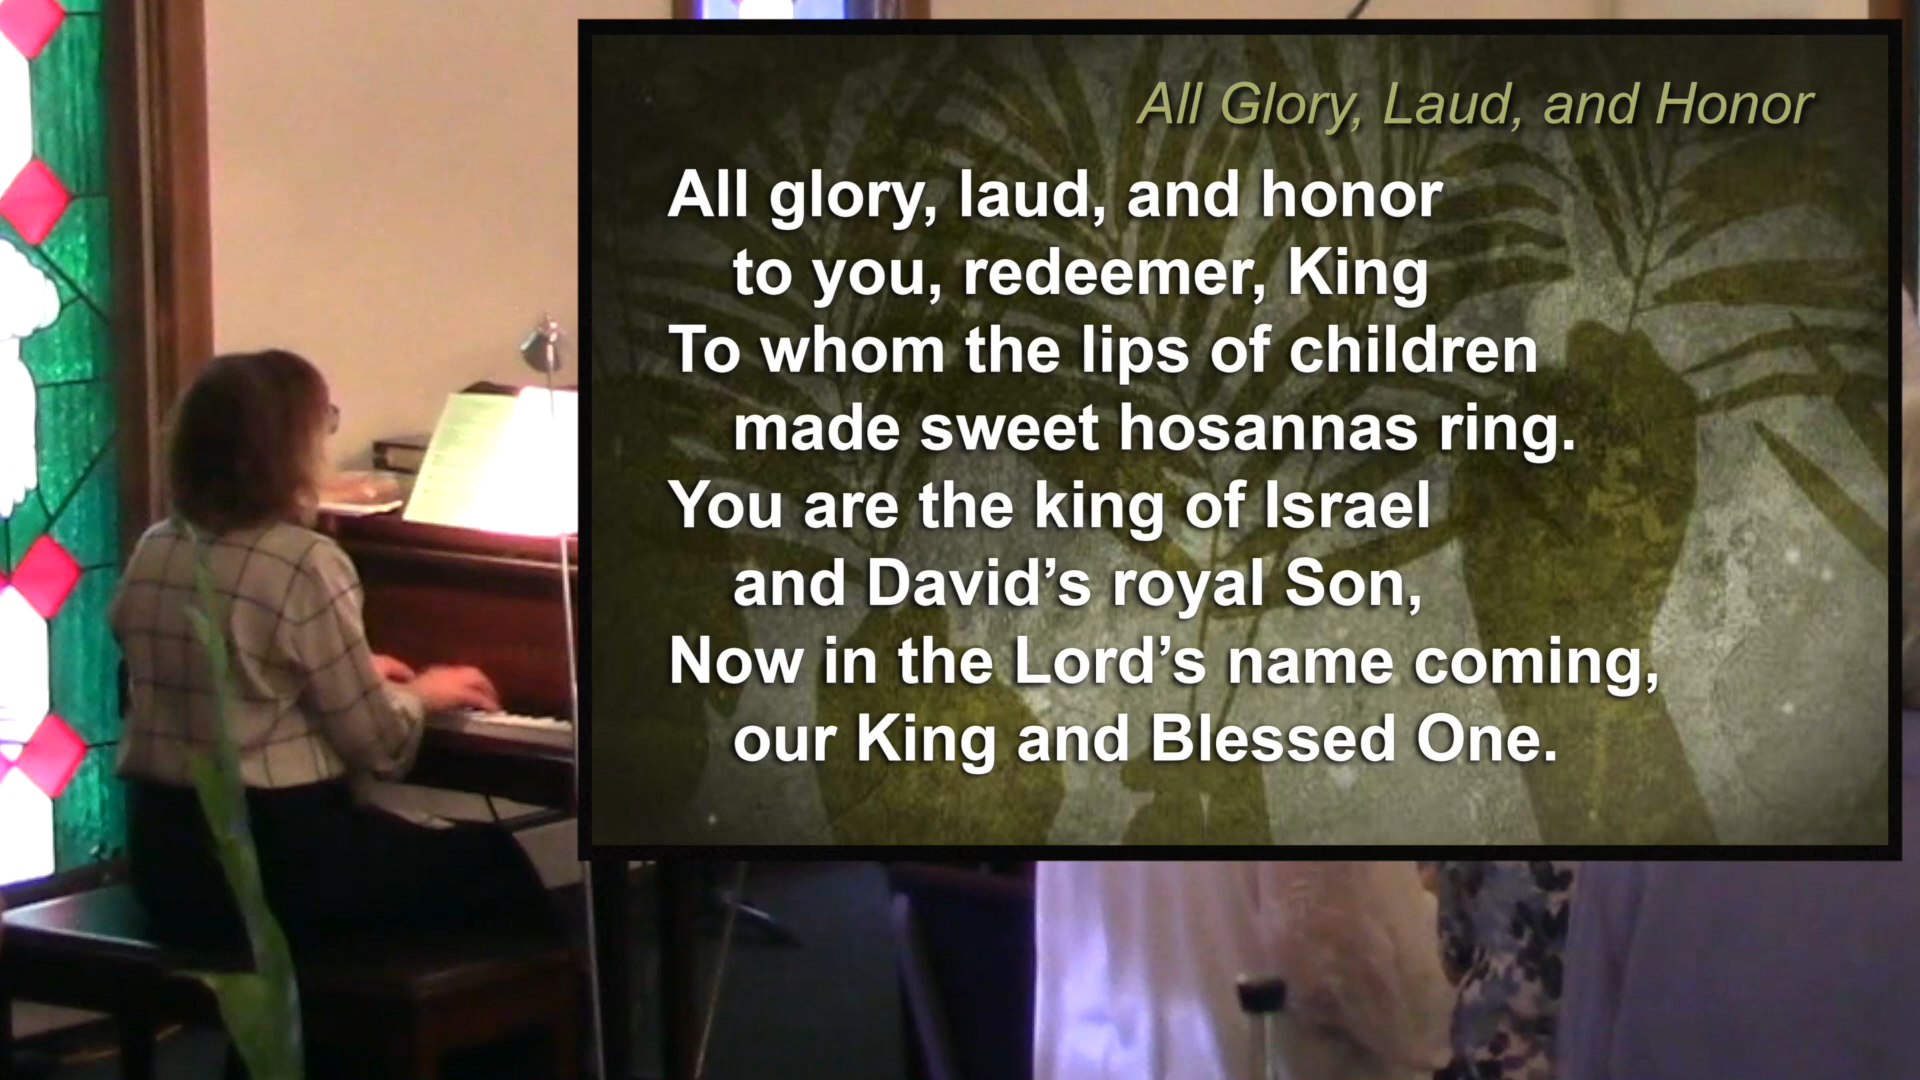 All Glory, Laud, and Honor
All glory, laud, and honor
to you, redeemer, King
To whom the lips of children
made sweet hosannas ring.
You are the king of Israel
and David’s royal Son,
Now in the Lord’s name coming,
our King and Blessed One.